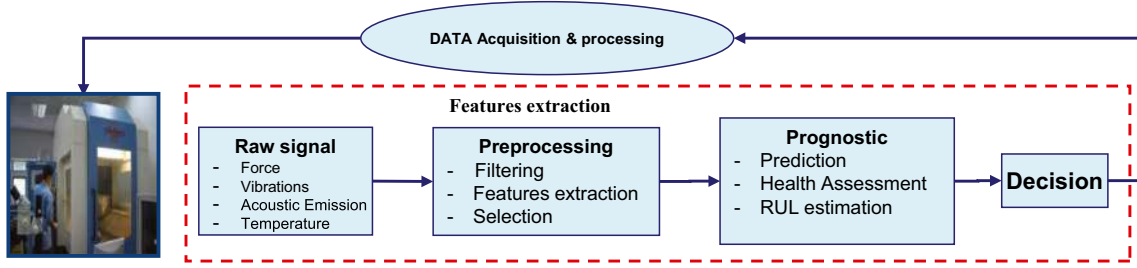 DATA Acquisition & processing
Features extraction
Raw signal
- Force
- Vibrations
- Acoustic Emission
- Temperature
Preprocessing
- Filtering
- Features extraction
- Selection
Prognostic
- Prediction
- Health Assessment
- RUL estimation
Decision